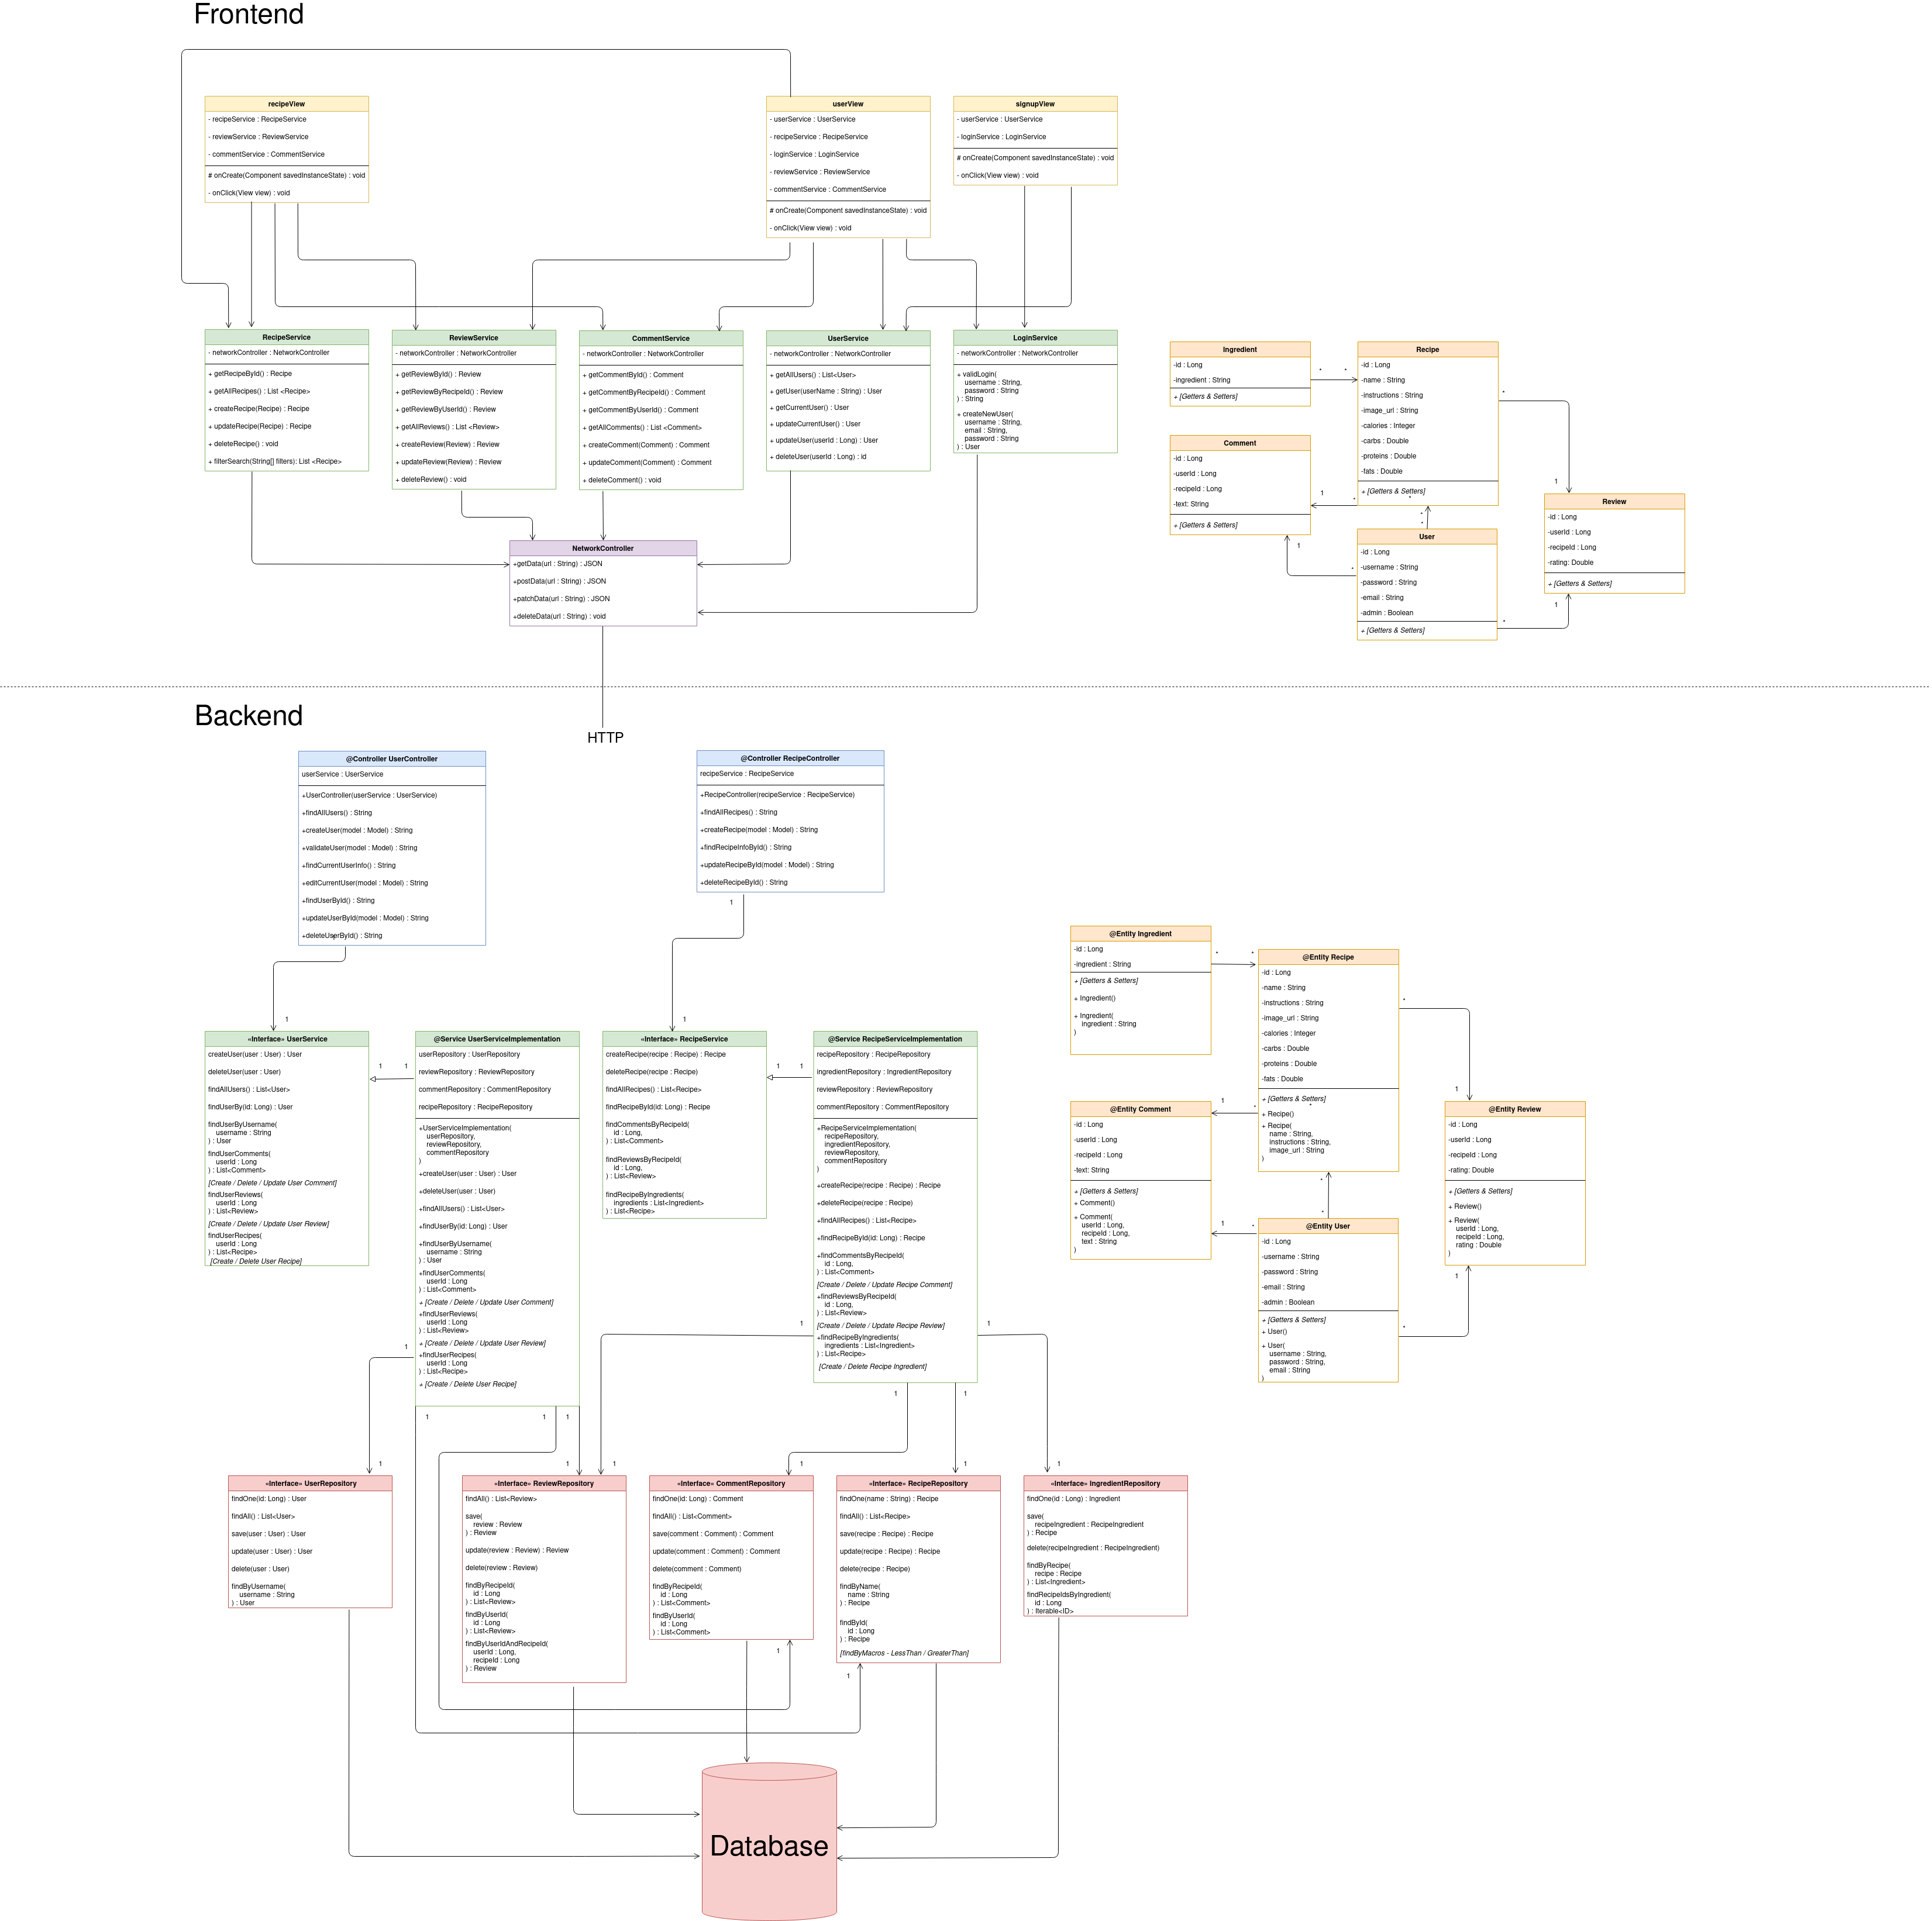 Frontend
recipeView
- recipeService : RecipeService
- reviewService : ReviewService
- commentService : CommentService
# onCreate(Component savedInstanceState) : void
- onClick(View view) : void
userView
- userService : UserService
- recipeService : RecipeService
- loginService : LoginService
- reviewService : ReviewService
- commentService : CommentService
# onCreate(Component savedInstanceState) : void
- onClick(View view) : void
signupView
- userService : UserService
- loginService : LoginService
# onCreate(Component savedInstanceState) : void
- onClick(View view) : void
RecipeService
- networkController : NetworkController
+ getRecipeById() : Recipe
+ getAllRecipes() : List <Recipe>
+ createRecipe(Recipe) : Recipe
+ updateRecipe(Recipe) : Recipe
+ deleteRecipe() : void
+ filterSearch(String[] filters): List <Recipe>
ReviewService
- networkController : NetworkController
+ getReviewById() : Review
+ getReviewByRecipeId() : Review
+ getReviewByUserId() : Review
+ getAllReviews() : List <Review>
+ createReview(Review) : Review
+ updateReview(Review) : Review
+ deleteReview() : void
CommentService
- networkController : NetworkController
+ getCommentById() : Comment
+ getCommentByRecipeId() : Comment
+ getCommentByUserId() : Comment
+ getAllComments() : List <Comment>
+ createComment(Comment) : Comment
+ updateComment(Comment) : Comment
+ deleteComment() : void
UserService
- networkController : NetworkController
+ getAllUsers() : List<User>
+ getUser(userName : String) : User
+ getCurrentUser() : User
+ updateCurrentUser() : User
+ updateUser(userId : Long) : User
+ deleteUser(userId : Long) : id
LoginService
- networkController : NetworkController
+ validLogin(
username : String,
password : String
) : String
+ createNewUser(
username : String,
email : String,
password : String
) : User
NetworkController
+getData(url : String) : JSON
+postData(url : String) : JSON
+patchData(url : String) : JSON
+deleteData(url : String) : void
Ingredient
-id : Long
-ingredient : String
+ [Getters & Setters]
* *
Recipe
-id : Long
-name : String
-instructions : String
-image_url : String
-calories : Integer
-carbs : Double
-proteins : Double
-fats : Double
+ [Getters & Setters]
*
1
1 *
*
Comment
-id : Long
-userId : Long
-recipeId : Long
-text: String
+ [Getters & Setters]
*
*
1
*
User
-id : Long
-username : String
-password : String
-email : String
-admin : Boolean
+ [Getters & Setters]
*
1
Review
-id : Long
-userId : Long
-recipeId : Long
-rating: Double
+ [Getters & Setters]
Backend
HTTP
@Controller UserController
userService : UserService
+UserController(userService : UserService)
+findAllUsers() : String
+createUser(model : Model) : String
+validateUser(model : Model) : String
+findCurrentUserInfo() : String
+editCurrentUser(model : Model) : String
+findUserById() : String
+updateUserById(model : Model) : String
+deleteUserById() : String
1
@Controller RecipeController
recipeService : RecipeService
+RecipeController(recipeService : RecipeService)
+findAllRecipes() : String
+createRecipe(model : Model) : String
+findRecipeInfoById() : String
+updateRecipeById(model : Model) : String
+deleteRecipeById() : String
1
1
«Interface» UserService
createUser(user : User) : User
deleteUser(user : User)
findAllUsers() : List<User>
findUserBy(id: Long) : User
findUserByUsername(
username : String
) : User
findUserComments(
userId : Long
) : List<Comment>
[Create / Delete / Update User Comment]
findUserReviews(
userId : Long
) : List<Review>
[Create / Delete / Update User Review]
findUserRecipes(
userId : Long
) : List<Recipe>
[Create / Delete User Recipe]
1 1
@Service UserServiceImplementation
userRepository : UserRepository
reviewRepository : ReviewRepository
commentRepository : CommentRepository
recipeRepository : RecipeRepository
+UserServiceImplementation(
userRepository,
reviewRepository,
commentRepository
)
+createUser(user : User) : User
+deleteUser(user : User)
+findAllUsers() : List<User>
+findUserBy(id: Long) : User
+findUserByUsername(
username : String
) : User
+findUserComments(
userId : Long
) : List<Comment>
+ [Create / Delete / Update User Comment]
+findUserReviews(
userId : Long
) : List<Review>
+ [Create / Delete / Update User Review]
+findUserRecipes(
userId : Long
) : List<Recipe>
+ [Create / Delete User Recipe]
1
1
1 1
«Interface» RecipeService
createRecipe(recipe : Recipe) : Recipe
deleteRecipe(recipe : Recipe)
findAllRecipes() : List<Recipe>
findRecipeById(id: Long) : Recipe
findCommentsByRecipeId(
id : Long,
) : List<Comment>
findReviewsByRecipeId(
id : Long,
) : List<Review>
findRecipeByIngredients(
ingredients : List<Ingredient>
) : List<Recipe>
1 1
@Service RecipeServiceImplementation
recipeRepository : RecipeRepository
ingredientRepository : IngredientRepository
reviewRepository : ReviewRepository
commentRepository : CommentRepository
+RecipeServiceImplementation(
recipeRepository,
ingredientRepository,
reviewRepository,
commentRepository
)
+createRecipe(recipe : Recipe) : Recipe
+deleteRecipe(recipe : Recipe)
+findAllRecipes() : List<Recipe>
+findRecipeById(id: Long) : Recipe
+findCommentsByRecipeId(
id : Long,
) : List<Comment>
[Create / Delete / Update Recipe Comment]
+findReviewsByRecipeId(
id : Long,
) : List<Review>
[Create / Delete / Update Recipe Review]
+findRecipeByIngredients(
ingredients : List<Ingredient>
) : List<Recipe>
[Create / Delete Recipe Ingredient]
1 1
1 1
@Entity Ingredient
-id : Long
-ingredient : String
+ [Getters & Setters]
+ Ingredient()
+ Ingredient(
ingredient : String
)
* *
@Entity Recipe
-id : Long
-name : String
-instructions : String
-image_url : String
-calories : Integer
-carbs : Double
-proteins : Double
-fats : Double
+ [Getters & Setters]
+ Recipe()
+ Recipe(
name : String,
instructions : String,
image_url : String
)
*
1
1 *
*
@Entity Comment
-id : Long
-userId : Long
-recipeId : Long
-text: String
+ [Getters & Setters]
+ Comment()
+ Comment(
userId : Long,
recipeId : Long,
text : String
)
*
*
1 *
@Entity User
-id : Long
-username : String
-password : String
-email : String
-admin : Boolean
+ [Getters & Setters]
+ User()
+ User(
username : String,
password : String,
email : String
)
*
1
@Entity Review
-id : Long
-userId : Long
-recipeId : Long
-rating: Double
+ [Getters & Setters]
+ Review()
+ Review(
userId : Long,
recipeId : Long,
rating : Double
)
1 1 1 1 1 1
«Interface» UserRepository
findOne(id: Long) : User
findAll() : List<User>
save(user : User) : User
update(user : User) : User
delete(user : User)
findByUsername(
username : String
) : User
«Interface» ReviewRepository
findAll() : List<Review>
save(
review : Review
) : Review
update(review : Review) : Review
delete(review : Review)
findByRecipeId(
id : Long
) : List<Review>
findByUserId(
id : Long
) : List<Review>
findByUserIdAndRecipeId(
userId : Long,
recipeId : Long
) : Review
«Interface» CommentRepository
findOne(id: Long) : Comment
findAll() : List<Comment>
save(comment : Comment) : Comment
update(comment : Comment) : Comment
delete(comment : Comment)
findByRecipeId(
id : Long
) : List<Comment>
findByUserId(
id : Long
) : List<Comment>
1
«Interface» RecipeRepository
findOne(name : String) : Recipe
findAll() : List<Recipe>
save(recipe : Recipe) : Recipe
update(recipe : Recipe) : Recipe
delete(recipe : Recipe)
findByName(
name : String
) : Recipe
findById(
id : Long
) : Recipe
[findByMacros - LessThan / GreaterThan]
1
«Interface» IngredientRepository
findOne(id : Long) : Ingredient
save(
recipeIngredient : RecipeIngredient
) : Recipe
delete(recipeIngredient : RecipeIngredient)
findByRecipe(
recipe : Recipe
) : List<Ingredient>
findRecipeIdsByIngredient(
id : Long
) : Iterable<ID>
Database